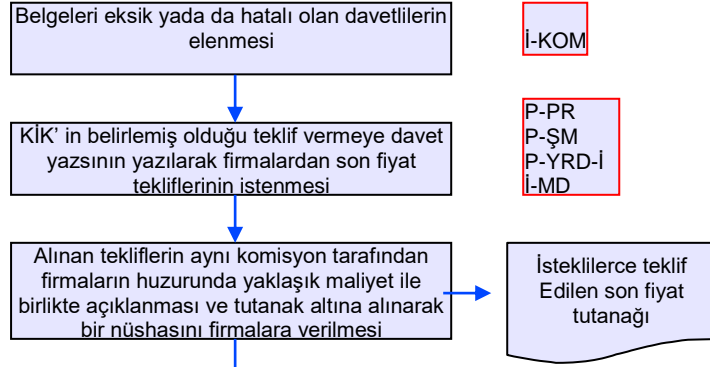 Belgeleri eksik yada da hatalı olan davetlilerin
elenmesi
İ-KOM
KİK' in belirlemiş olduğu teklif vermeye davet
yazsının yazılarak firmalardan son fiyat
tekliflerinin istenmesi
P-PR
P-ŞM
P-YRD-İ
İ-MD
Alınan tekliflerin aynı komisyon tarafından
firmaların huzurunda yaklaşık maliyet ile
birlikte açıklanması ve tutanak altına alınarak
bir nüshasını firmalara verilmesi
İsteklilerce teklif
Edilen son fiyat
tutanağı